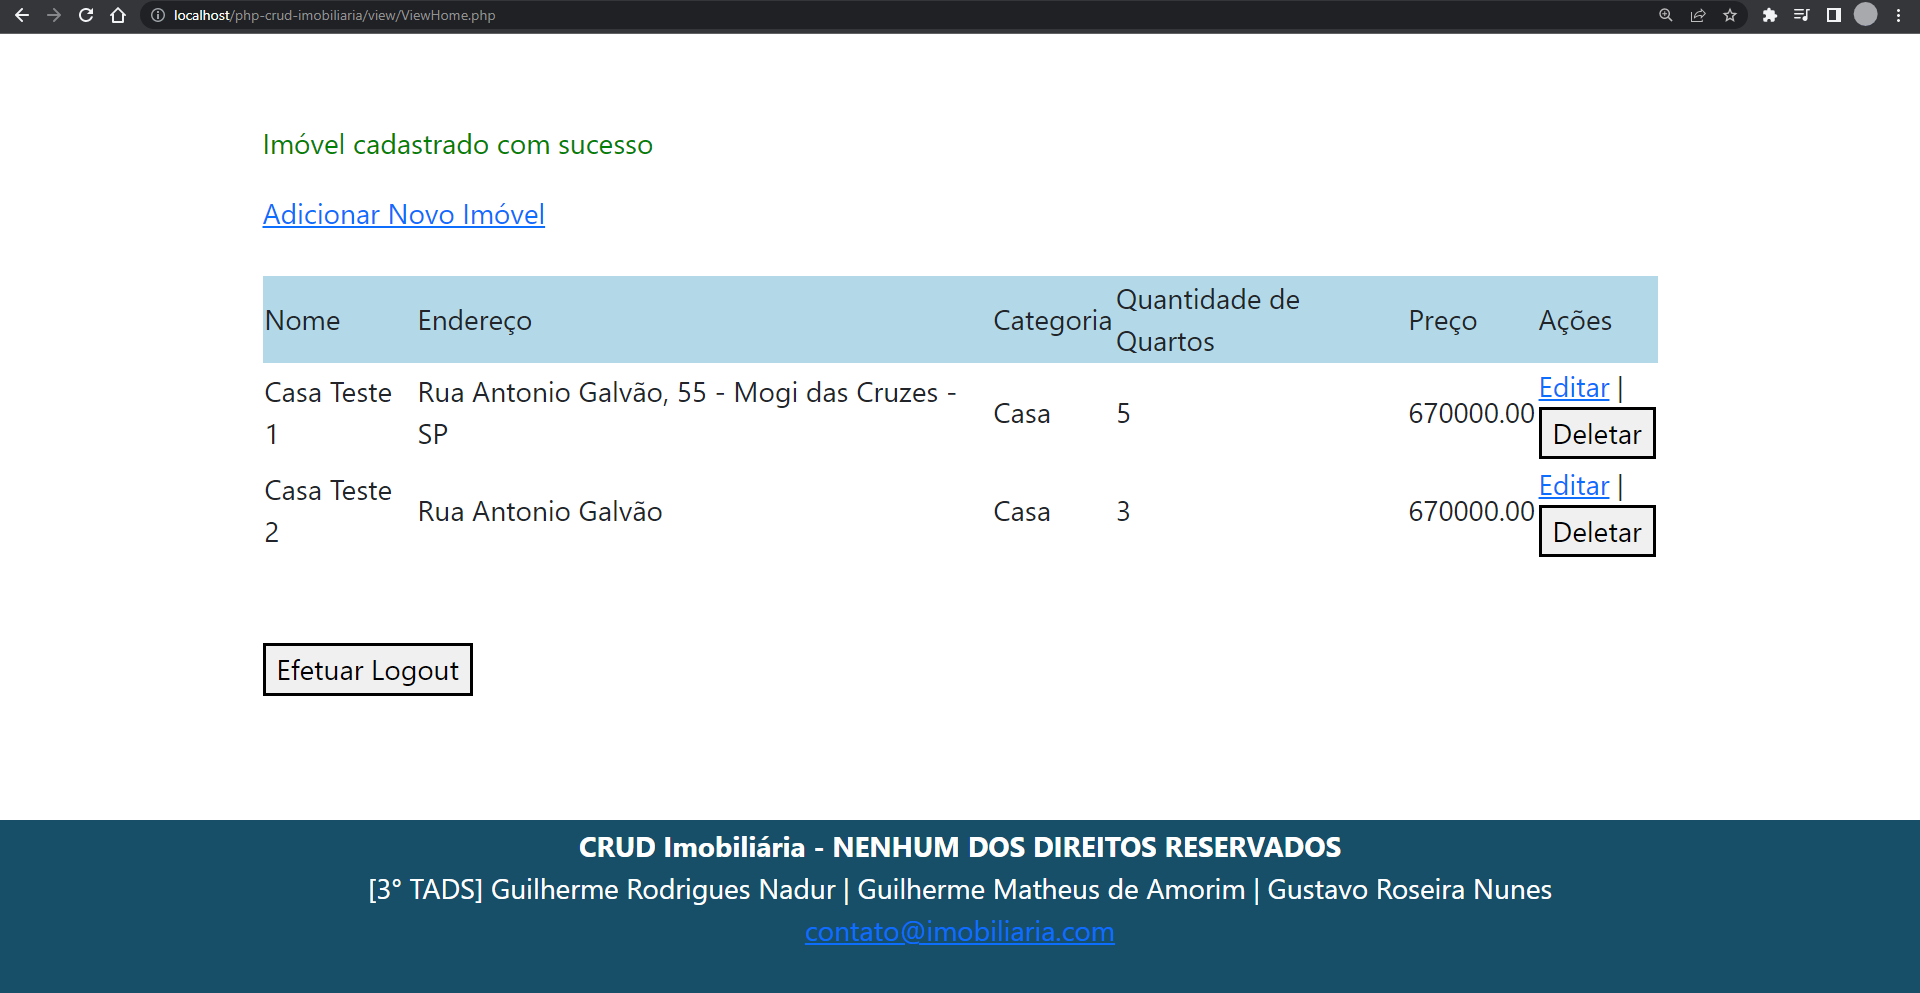 localhost/php-crud-imobiliaria/view/ViewHome.php
Imóvel cadastrado com sucesso
Adicionar Novo Imóvel
Nome Endereço Categoria Quantidade de Quartos Preço Ações
Casa Teste 1 Rua Antonio Galvão, 55 - Mogi das Cruzes - SP Casa 5 670000.00 Editar | Deletar
Casa Teste 2 Rua Antonio Galvão Casa 3 670000.00 Editar | Deletar
Efetuar Logout
CRUD Imobiliária - NENHUM DOS DIREITOS RESERVADOS
[3° TADS] Guilherme Rodrigues Nadur | Guilherme Matheus de Amorim | Gustavo Roseira Nunes
contato@imobiliaria.com